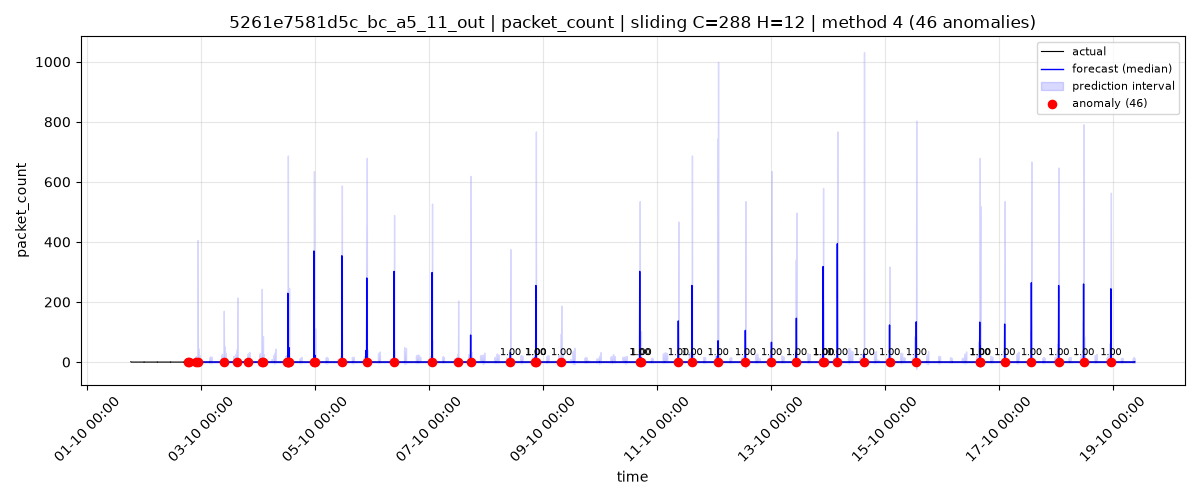 5261e7581d5c_bc_a5_11_out | packet_count | sliding C=288 H=12 | method 4 (46 anomalies)
actual
forecast (median)
prediction interval
anomaly (46)
packet_count
1000
800
600
400
200
0
1.00 1.00 1.00 1.00 1.00 1.00 1.00 1.00 1.00 1.00 1.00 1.00 1.00 1.00 1.00 1.00 1.00 1.00 1.00 1.00 1.00
01-10 00:00
03-10 00:00
05-10 00:00
07-10 00:00
09-10 00:00
11-10 00:00
13-10 00:00
15-10 00:00
17-10 00:00
19-10 00:00
time